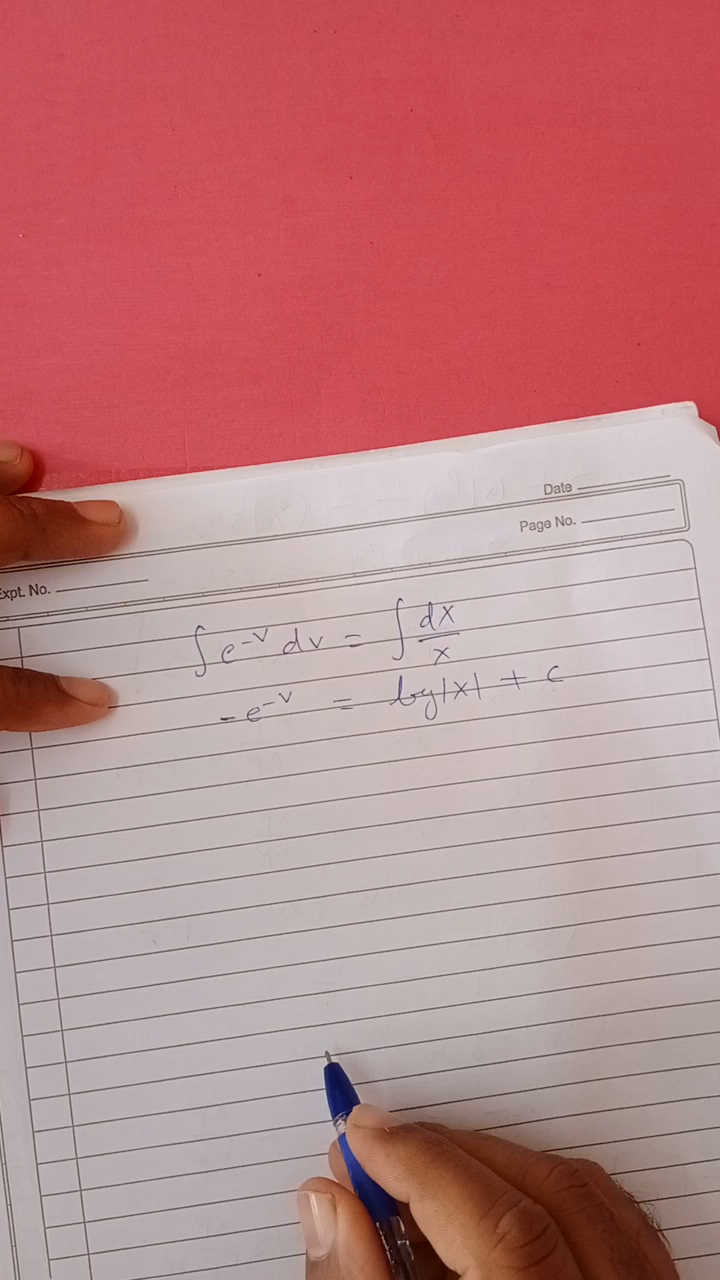 Date
Page No.
Expt. No.
∫ e^-v dv = ∫ dx/x
-e^-v = log|x| + c